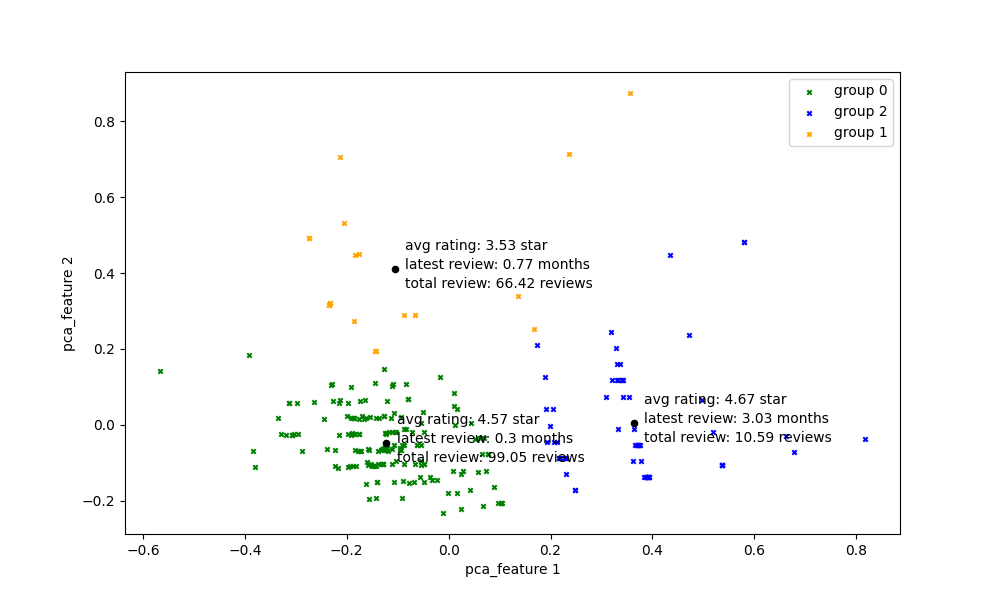 group 0
group 2
group 1
avg rating: 3.53 star
latest review: 0.77 months
total review: 66.42 reviews
avg rating: 4.57 star
latest review: 0.3 months
total review: 99.05 reviews
avg rating: 4.67 star
latest review: 3.03 months
total review: 10.59 reviews
pca_feature 2
0.8
0.6
0.4
0.2
0.0
−0.2
−0.6
−0.4
−0.2
0.0
0.2
0.4
0.6
0.8
pca_feature 1